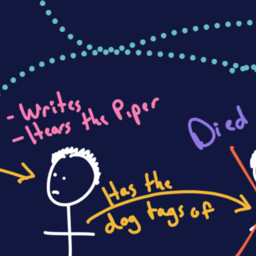 - Writes
- Hears the Piper
Died
Has the
dog tags of